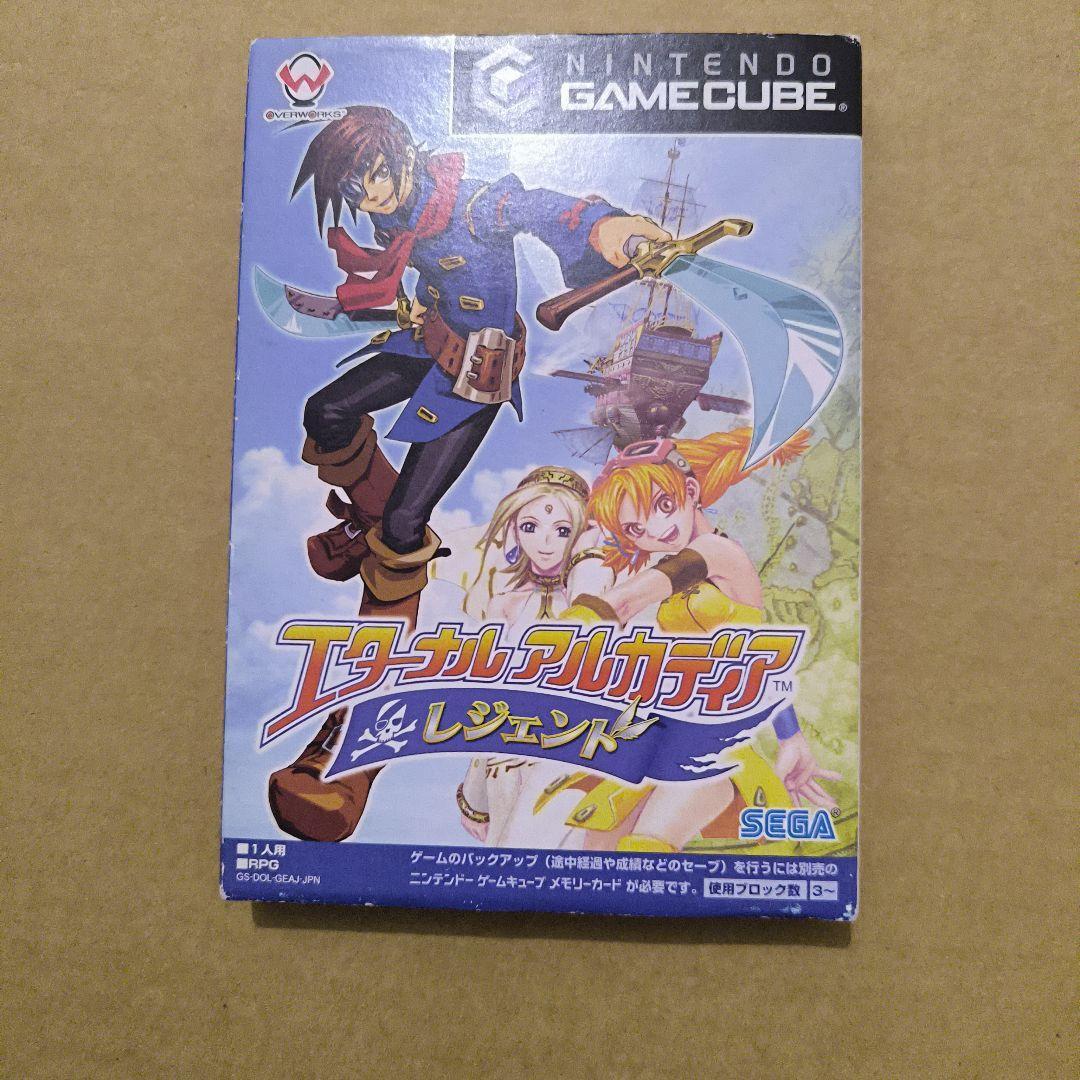 OVERWORKS
NINTENDO
GAMECUBE®
エターナル アルカディア™
レジェンド
SEGA®
■1人用
■RPG
GS-DOL-GEAJ-JPN
ゲームのバックアップ（途中経過や成績などのセーブ）を行うには別売の
ニンテンドー ゲームキューブ メモリーカード が必要です。 使用ブロック数 3〜